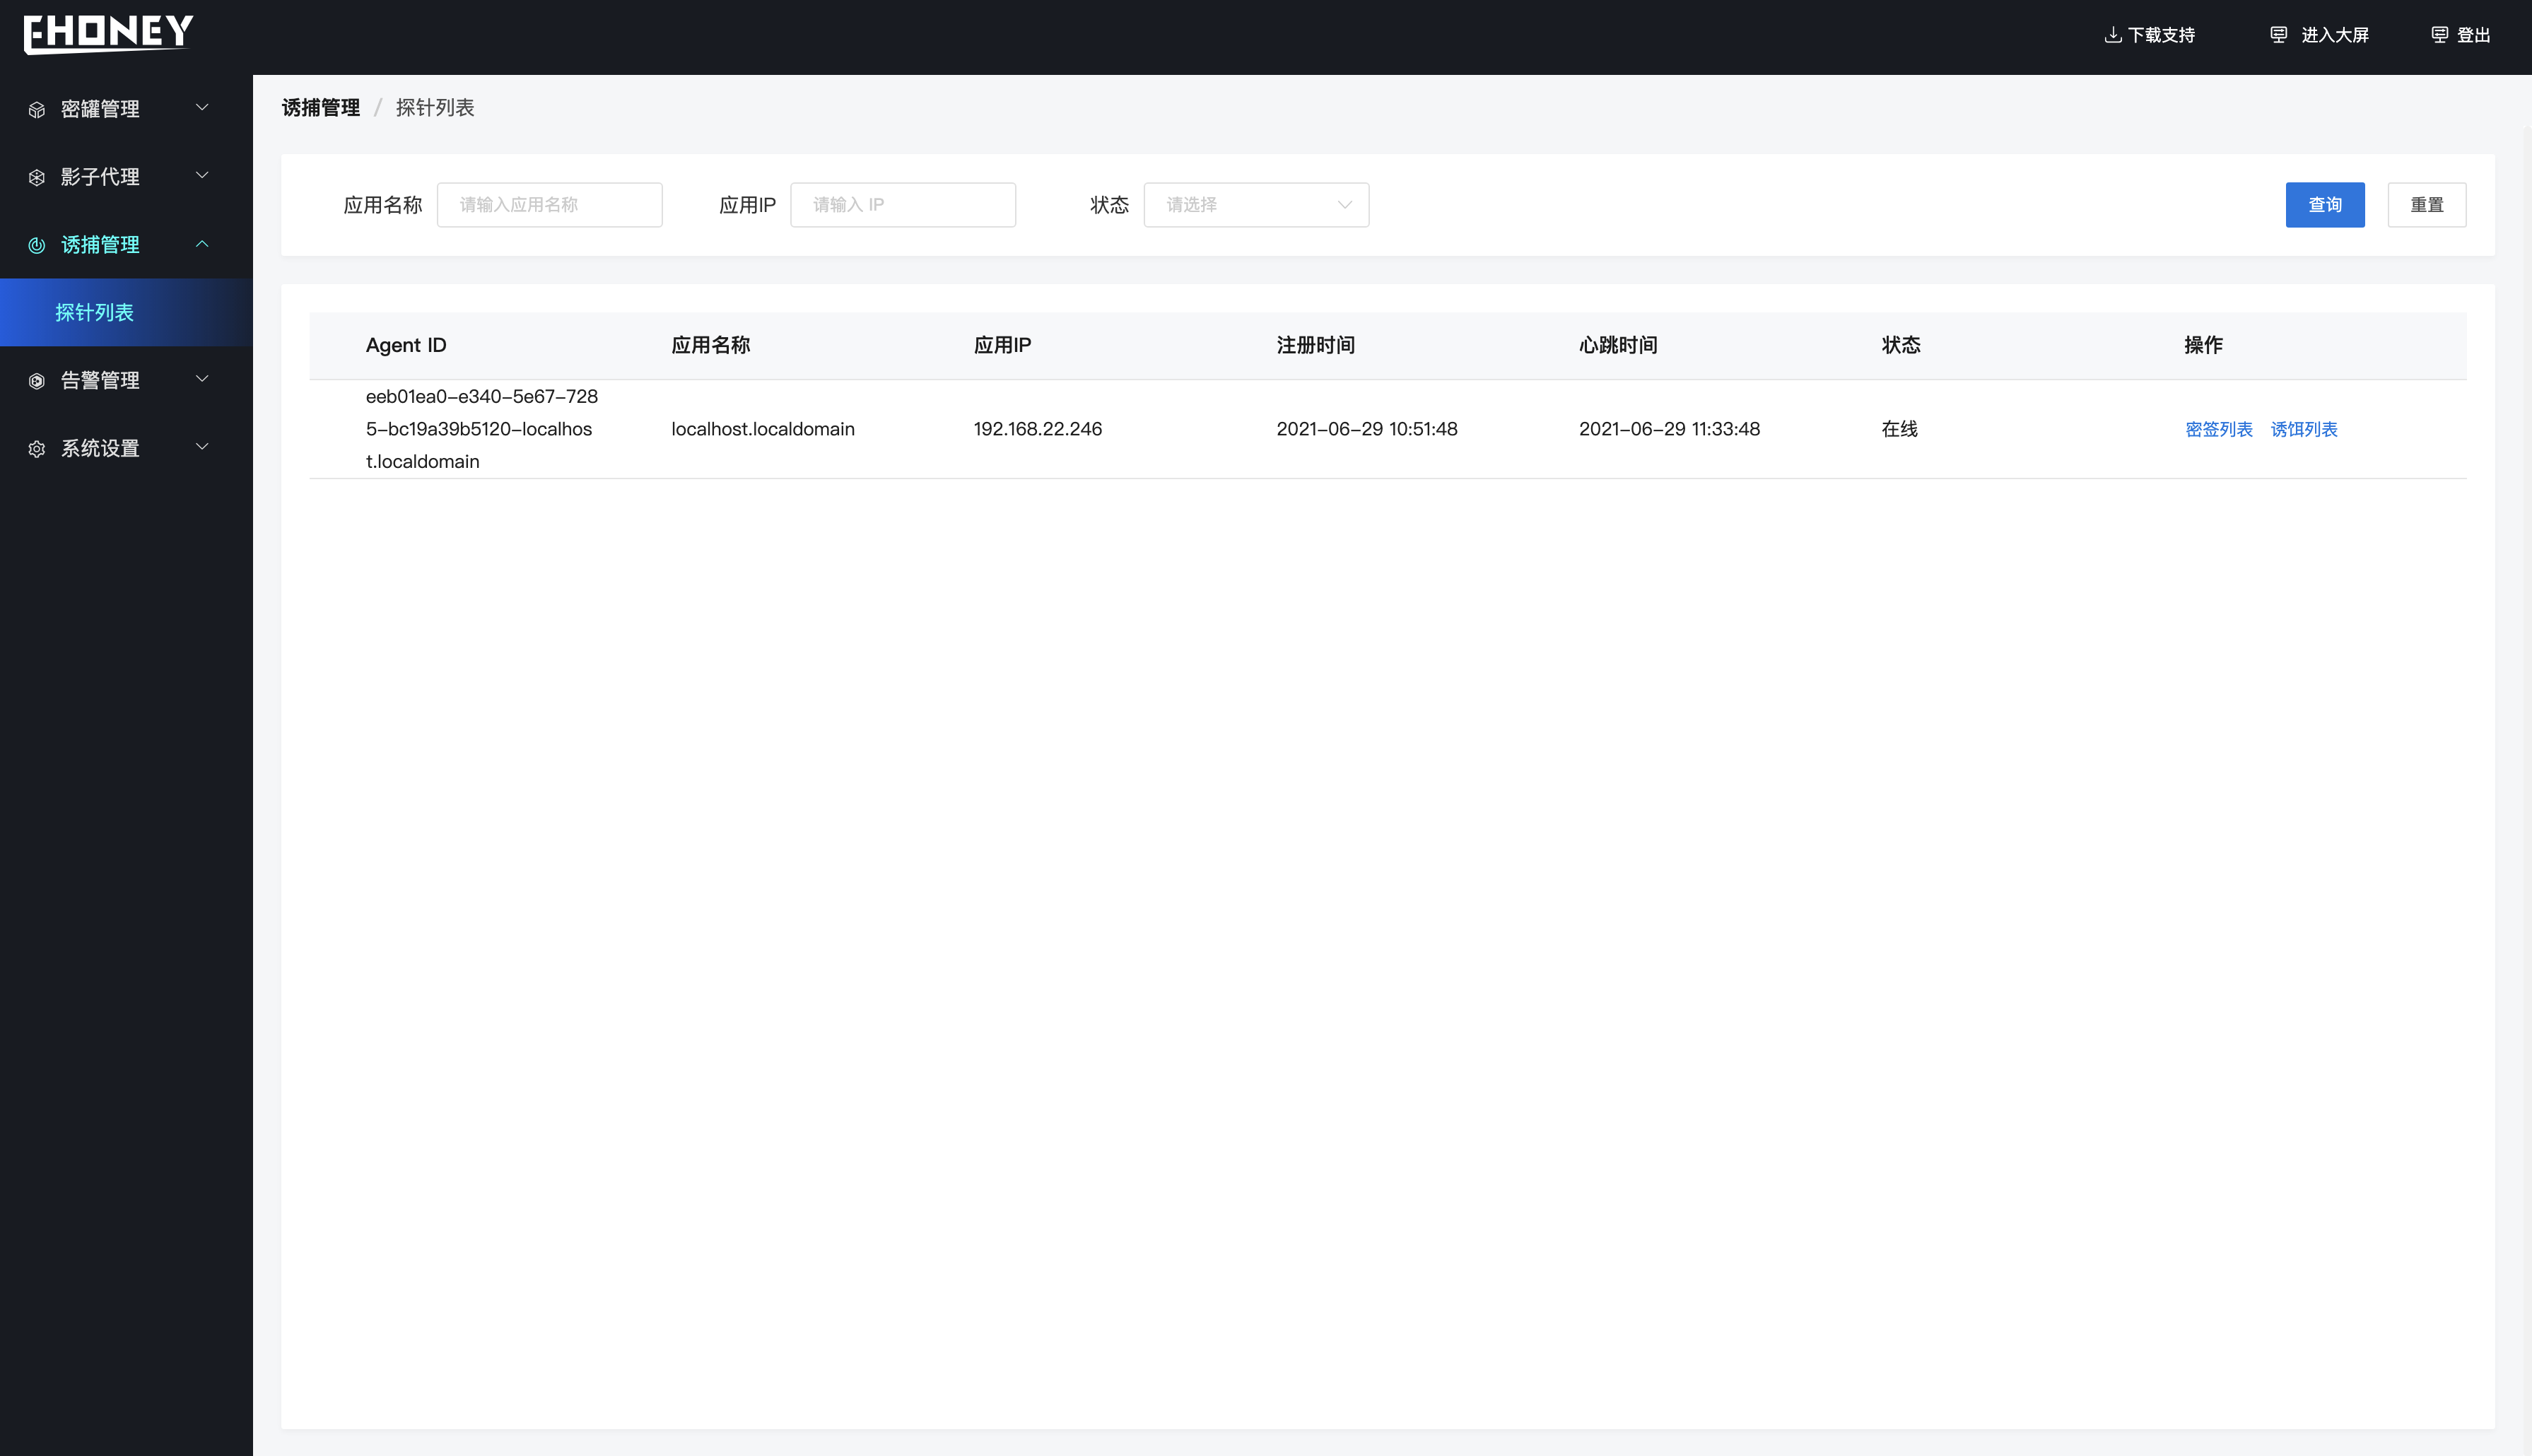 EHONEY
下载支持
进入大屏
登出
密罐管理
影子代理
诱捕管理
探针列表
告警管理
系统设置
诱捕管理 / 探针列表
应用名称 请输入应用名称 应用IP 请输入 IP 状态 请选择 查询 重置
Agent ID 应用名称 应用IP 注册时间 心跳时间 状态 操作
eeb01ea0-e340-5e67-728
5-bc19a39b5120-localhos
t.localdomain
localhost.localdomain 192.168.22.246 2021-06-29 10:51:48 2021-06-29 11:33:48 在线 密签列表 诱饵列表